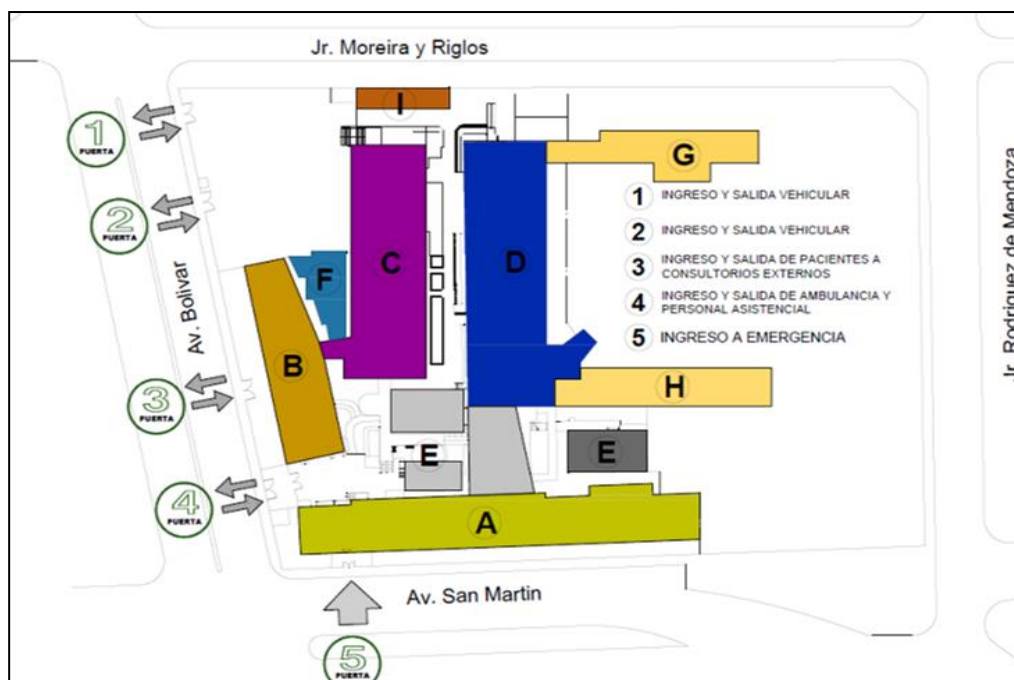 Jr. Moreira y Riglos
I
1
PUERTA
G
1 INGRESO Y SALIDA VEHICULAR
2
PUERTA
2 INGRESO Y SALIDA VEHICULAR
F
C
D
3 INGRESO Y SALIDA DE PACIENTES A
CONSULTORIOS EXTERNOS
4 INGRESO Y SALIDA DE AMBULANCIA Y
PERSONAL ASISTENCIAL
5 INGRESO A EMERGENCIA
Av. Bolivar
Jr. Rodriguez de Mendoza
B
H
3
PUERTA
E
E
4
PUERTA
A
Av. San Martin
5
PUERTA